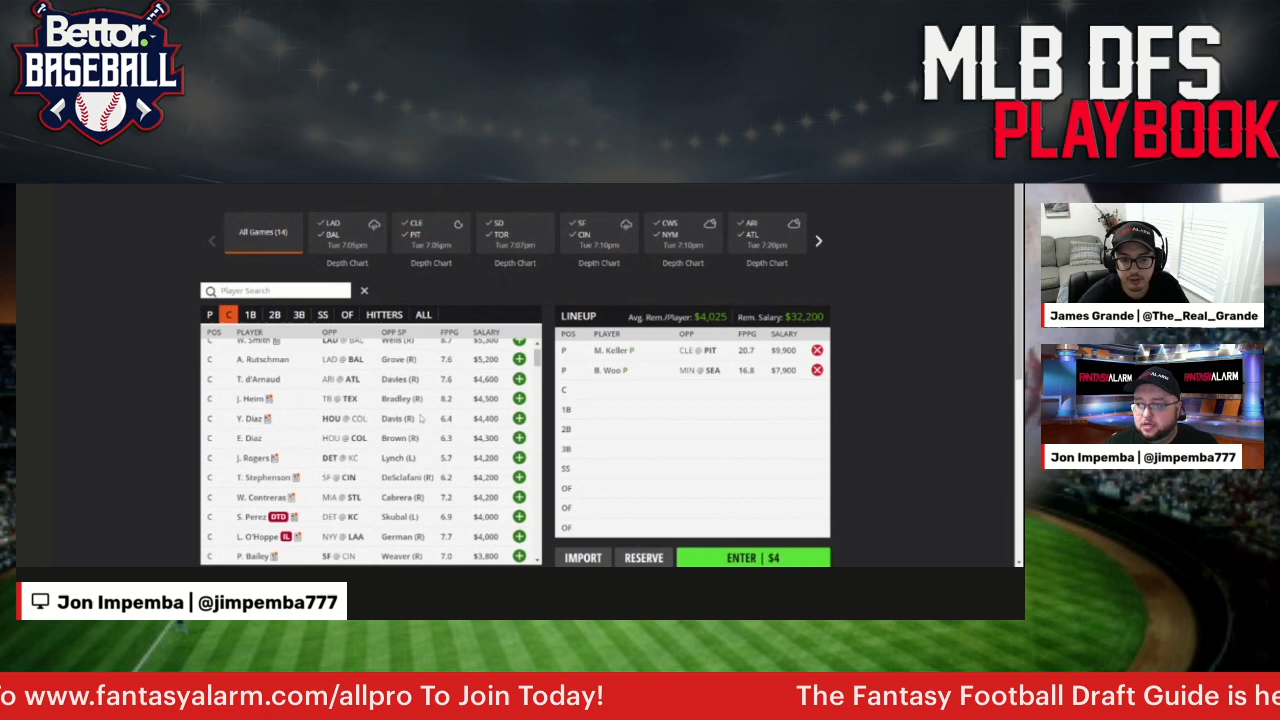 Bettor.
BASEBALL
MLB DFS
PLAYBOOK
All Games (14)
LAD
BAL
Tue 7:05pm
CLE
PIT
Tue 7:05pm
SD
TOR
Tue 7:07pm
SF
CIN
Tue 7:10pm
CWS
NYM
Tue 7:10pm
ARI
ATL
Tue 7:20pm
Depth Chart Depth Chart Depth Chart Depth Chart Depth Chart Depth Chart
Player Search
P C 1B 2B 3B SS OF HITTERS ALL
POS PLAYER OPP OPP SP FPPG SALARY
C W. Smith LAD @ BAL Wells (R) 8.7 $5,300
C A. Rutschman LAD @ BAL Grove (R) 7.6 $5,200
C T. d'Arnaud ARI @ ATL Davies (R) 7.6 $4,600
C J. Heim TB @ TEX Bradley (R) 8.2 $4,500
C Y. Diaz HOU @ COL Davis (R) 6.4 $4,400
C E. Diaz HOU @ COL Brown (R) 6.3 $4,300
C J. Rogers DET @ KC Lynch (L) 5.7 $4,200
C T. Stephenson SF @ CIN DeSclafani (R) 6.2 $4,200
C W. Contreras MIA @ STL Cabrera (R) 7.2 $4,200
C S. Perez DTD DET @ KC Skubal (L) 6.9 $4,000
C L. O'Hoppe IL NYY @ LAA German (R) 7.7 $4,000
C P. Bailey SF @ CIN Weaver (R) 7.0 $3,800
LINEUP Avg. Rem./Player: $4,025 Rem. Salary: $32,200
POS PLAYER OPP FPPG SALARY
P M. Keller P CLE @ PIT 20.7 $9,900
P B. Woo P MIN @ SEA 16.8 $7,900
C
1B
2B
3B
SS
OF
OF
OF
IMPORT RESERVE ENTER | $4
James Grande | @The_Real_Grande
FANTASYALARM FANTASYALARM
Jon Impemba | @jimpemba777
Jon Impemba | @jimpemba777
o www.fantasyalarm.com/allpro To Join Today! The Fantasy Football Draft Guide is he